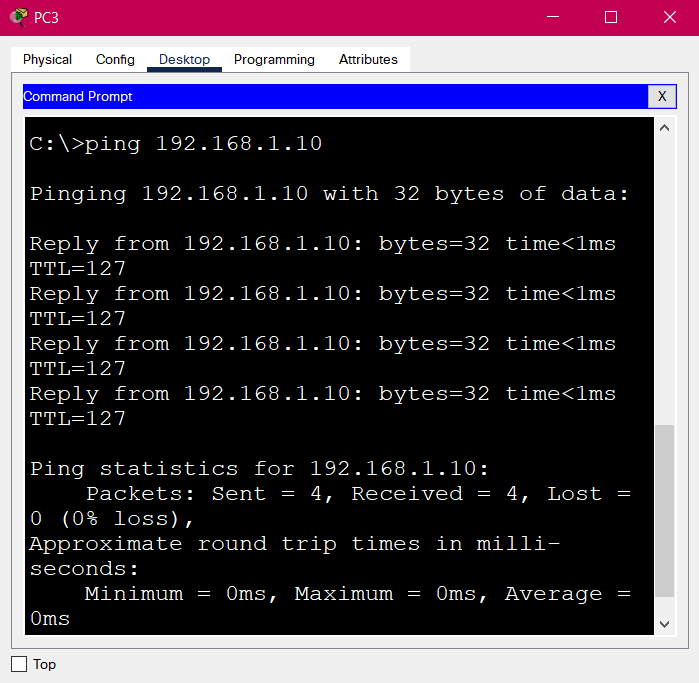 PC3
Physical Config Desktop Programming Attributes
Command Prompt X
C:\>ping 192.168.1.10
Pinging 192.168.1.10 with 32 bytes of data:
Reply from 192.168.1.10: bytes=32 time<1ms
TTL=127
Reply from 192.168.1.10: bytes=32 time<1ms
TTL=127
Reply from 192.168.1.10: bytes=32 time<1ms
TTL=127
Reply from 192.168.1.10: bytes=32 time<1ms
TTL=127
Ping statistics for 192.168.1.10:
    Packets: Sent = 4, Received = 4, Lost =
0 (0% loss),
Approximate round trip times in milli-
seconds:
    Minimum = 0ms, Maximum = 0ms, Average =
0ms
Top